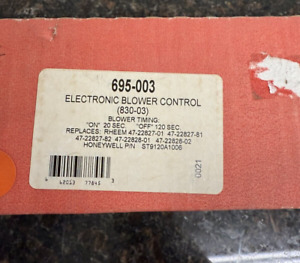 695-003
ELECTRONIC BLOWER CONTROL
(830-03)
BLOWER TIMING:
"ON" 20 SEC. "OFF" 120 SEC.
REPLACES: RHEEM 47-22827-01 47-22827-81
47-22827-82 47-22828-01 47-22828-02
HONEYWELL P/N ST9120A1006
0021